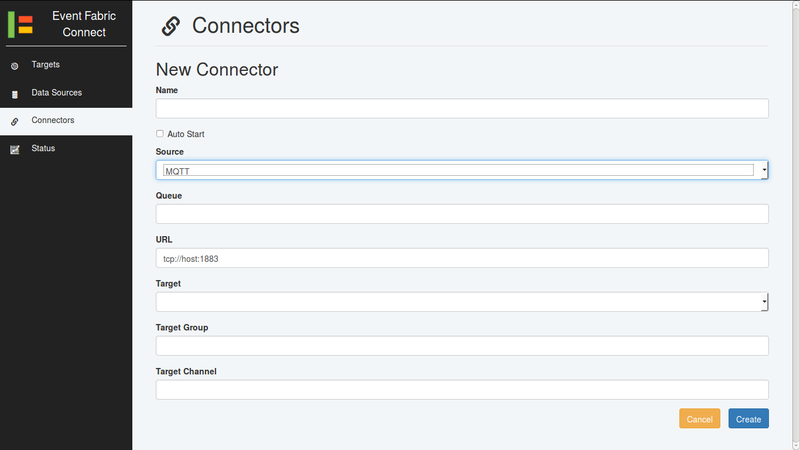 Event Fabric
Connect
Targets
Data Sources
Connectors
Status
Connectors
New Connector
Name
Auto Start
Source
MQTT
Queue
URL
tcp://host:1883
Target
Target Group
Target Channel
Cancel
Create